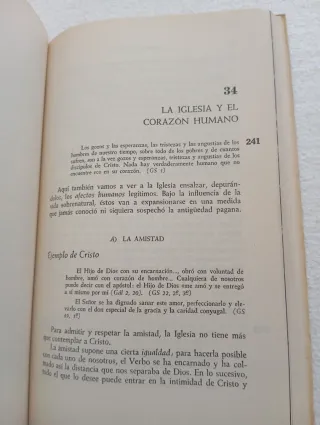 34
LA IGLESIA Y EL
CORAZÓN HUMANO
Los gozos y las esperanzas, las tristezas y las angustias de los
hombres de nuestro tiempo, sobre todo de los pobres y de cuantos
sufren, son a la vez gozos y esperanzas, tristezas y angustias de los
discípulos de Cristo. Nada hay verdaderamente humano que no
encuentre eco en su corazón. (GS 1)
241
Aquí también vamos a ver a la Iglesia ensalzar, depurán-
dolos, los afectos humanos legítimos. Bajo la influencia de la
vida sobrenatural, éstos van a expansionarse en una medida
que jamás conoció ni siquiera sospechó la antigüedad pagana.
A) LA AMISTAD
Ejemplo de Cristo
El Hijo de Dios con su encarnación... obró con voluntad de
hombre, amó con corazón de hombre... Cualquiera de nosotros
puede decir con el apóstol: el Hijo de Dios me amó y se entregó
a sí mismo por mí (Gál 2, 20). (GS 22, 2§, 3§)
El Señor se ha dignado sanar este amor, perfeccionarlo y ele-
varlo con el don especial de la gracia y la caridad conyugal. (GS
Para admitir y respetar la amistad, la Iglesia no tiene más
que contemplar a Cristo.
La amistad supone una cierta igualdad, para hacerla posible
con cada uno de nosotros, el Verbo se ha encarnado y ha col-
mado así la distancia que nos separaba de Dios. En lo sucesivo,
todo el que lo desee puede entrar en la intimidad de Cristo y